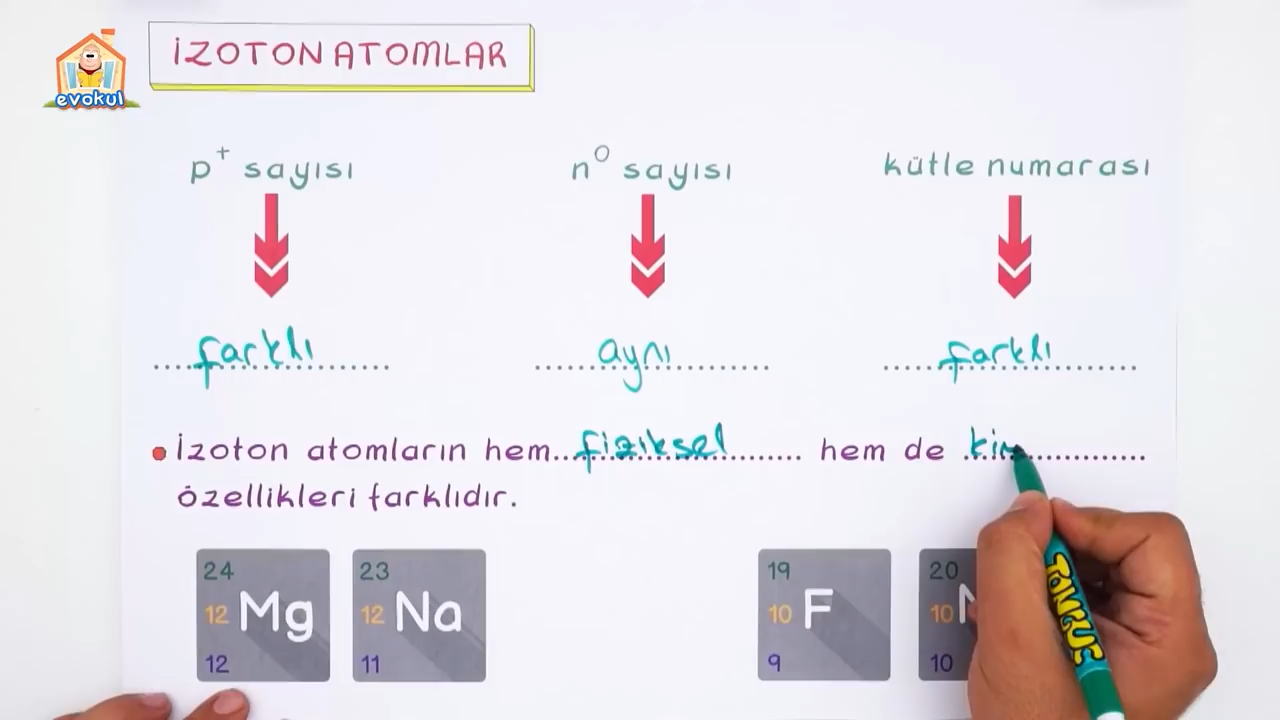 evokul
İZOTON ATOMLAR
p+ sayısı n0 sayısı kütle numarası
farklı aynı farklı
İzoton atomların hem fiziksel hem de
özellikleri farklıdır.
24 23 19 20
12 Mg 12 Na 10 F 10
12 11 9 10